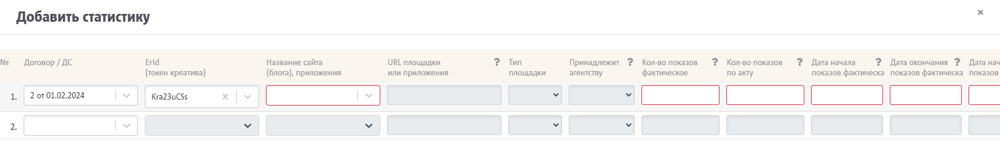 Добавить статистику
×
№ Договор / ДС Erid Название сайта URL площадки ? Тип Принадлежит ? Кол-во показов ? Кол-во показов ? Дата начала ? Дата окончания ? Дата нач
(токен креатива) (блога), приложения или приложения площадки агентству фактическое по акту показов фактическа показов фактическа показов
1. 2 от 01.02.2024 Kra23uCSs ×
2.